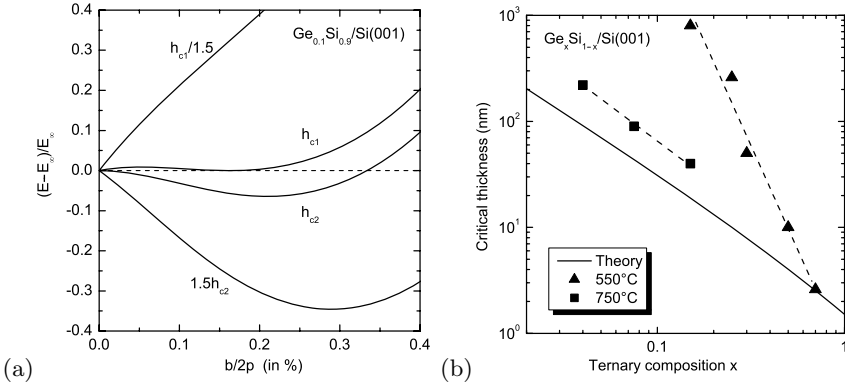 0.4
0.3
0.2
0.1
0.0
-0.1
-0.2
-0.3
-0.4
(E−E∞)/E∞
Ge0.1Si0.9/Si(001)
hc1/1.5
hc1
hc2
1.5hc2
0.0 0.1 0.2 0.3 0.4
b/2p (in %)
(a)
10³
10²
10¹
10⁰
Critical thickness (nm)
GexSi1−x/Si(001)
Theory
550°C
750°C
0.1 1
Ternary composition x
(b)